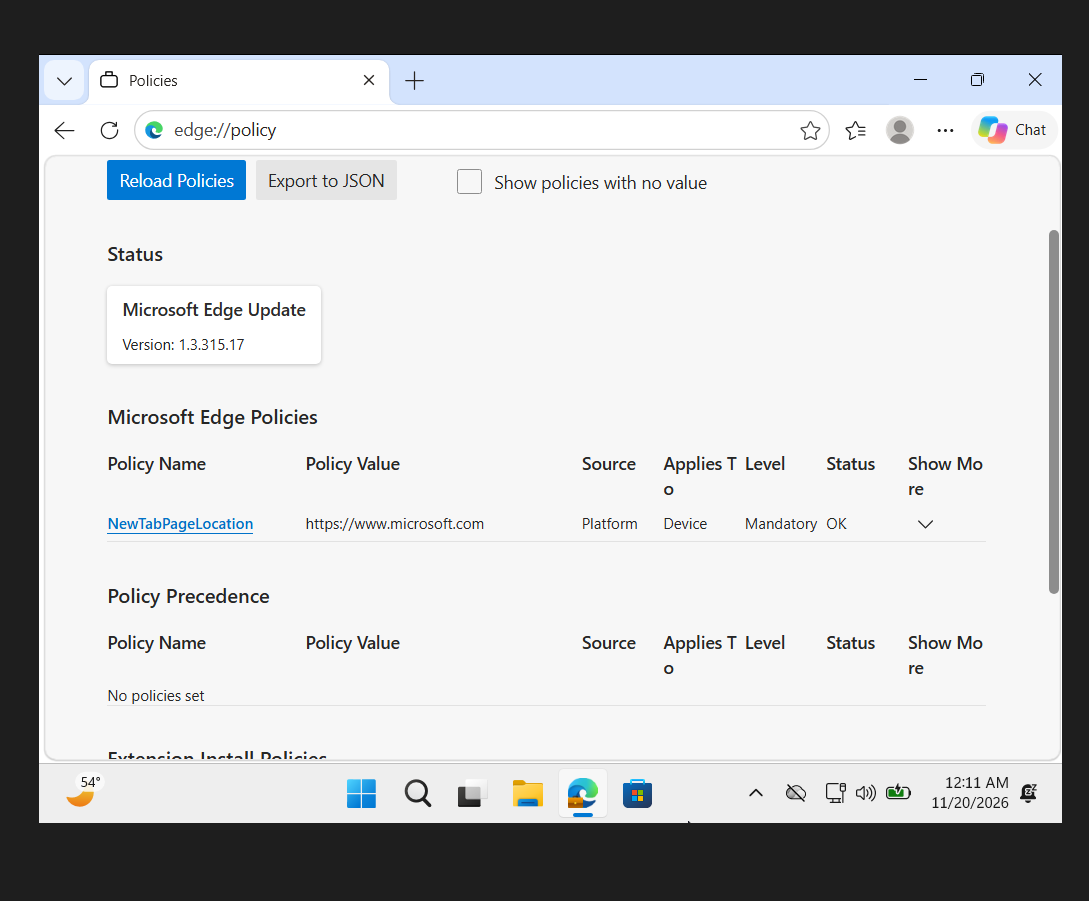 Policies
edge://policy
Chat
Reload Policies
Export to JSON
Show policies with no value
Status
Microsoft Edge Update
Version: 1.3.315.17
Microsoft Edge Policies
Policy Name Policy Value Source Applies T Level Status Show Mo
o re
NewTabPageLocation https://www.microsoft.com Platform Device Mandatory OK
Policy Precedence
Policy Name Policy Value Source Applies T Level Status Show Mo
o re
No policies set
Extension Install Policies
54°
12:11 AM
11/20/2026